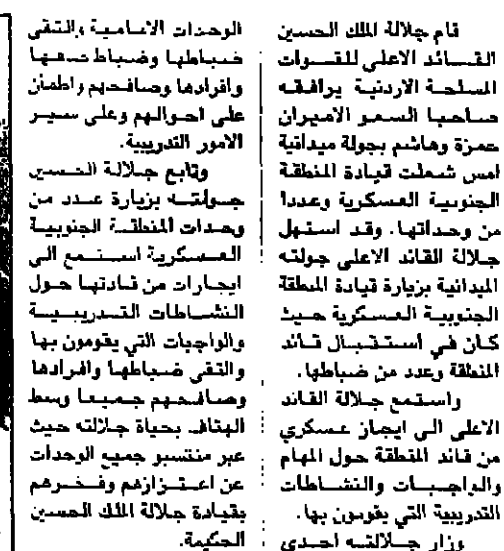 قام جلالة الملك الحسين
القائد الاعلى للقوات
المسلحة الاردنية يرافقه
صاحبا السمو الاميران
حمزة وهاشم بجولة ميدانية
امس شملت قيادة المنطقة
الجنوبية العسكرية وعددا
من وحداتها. وقد استهل
جلالة القائد الاعلى جولته
الميدانية بزيارة قيادة المنطقة
الجنوبية العسكرية حيث
كان في استقبال قائد
المنطقة وعدد من ضباطها.
واستمع جلالة القائد
الاعلى الى ايجاز عسكري
من قائد المنطقة حول المهام
والواجبات والنشاطات
التدريبية التي يقومون بها.
وزار جلالته احدى
الوحدات الامامية والتقى
ضباطها وضباط صفها
وافرادها وصافحهم واطمأن
على احوالهم وعلى سير
الامور التدريبية.
وتابع جلالة الحسين
جولته بزيارة عدد من
وحدات المنطقة الجنوبية
العسكرية استمع الى
ايجازات من قادتها حول
النشاطات التدريبية
والواجبات التي يقومون بها
والتقى ضباطها وافرادها
وصافحهم جميعا وسط
الهتاف بحياة جلالته حيث
عبر منتسبو جميع الوحدات
عن اعتزازهم وفخرهم
بقيادة جلالة الملك الحسين
الحكيمة.